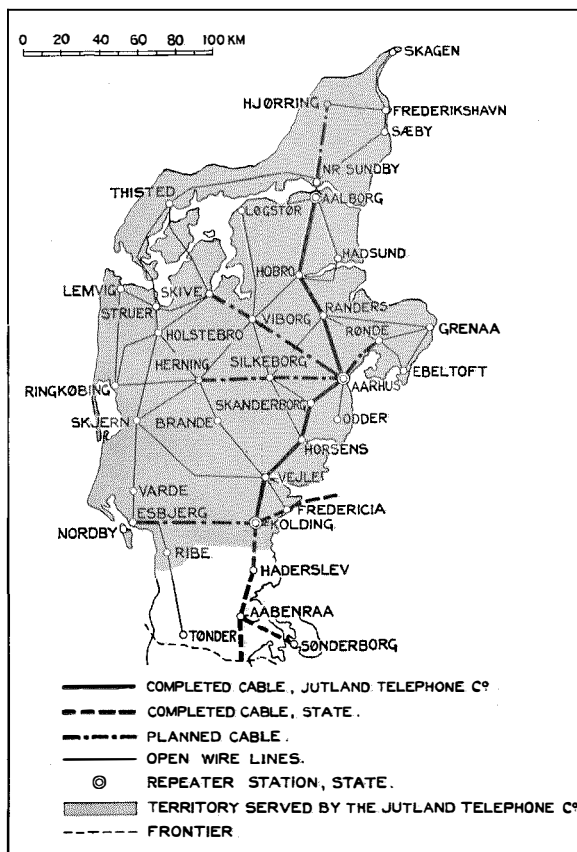 0 20 40 60 80 100 KM
SKAGEN
HJØRRING
FREDERIKSHAVN
SÆBY
NR SUNDBY
THISTED
AALBORG
LØGSTØR
HADSUND
HOBRO
LEMVIG
SKIVE
STRUER
RANDERS
VIBORG
GRENAA
HOLSTEBRO
RØNDE
HERNING
SILKEBORG
EBELTOFT
AARHUS
RINGKØBING
SKANDERBORG
SKJERN
BRANDE
ODDER
HORSENS
VEJLE
VARDE
FREDERICIA
ESBJERG
NORDBY
KOLDING
RIBE
HADERSLEV
AABENRAA
TØNDER
SØNDERBORG
COMPLETED CABLE, JUTLAND TELEPHONE Cº
COMPLETED CABLE, STATE.
PLANNED CABLE.
OPEN WIRE LINES.
REPEATER STATION, STATE.
TERRITORY SERVED BY THE JUTLAND TELEPHONE Cº
FRONTIER